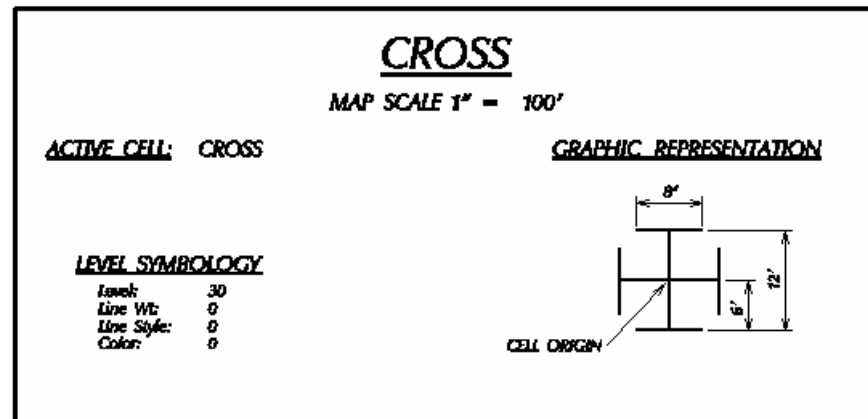 CROSS
MAP SCALE 1" = 100'
ACTIVE CELL: CROSS
GRAPHIC REPRESENTATION
8'
12'
6'
CELL ORIGIN
LEVEL SYMBOLOGY
Level: 30
Line Wt: 0
Line Style: 0
Color: 0